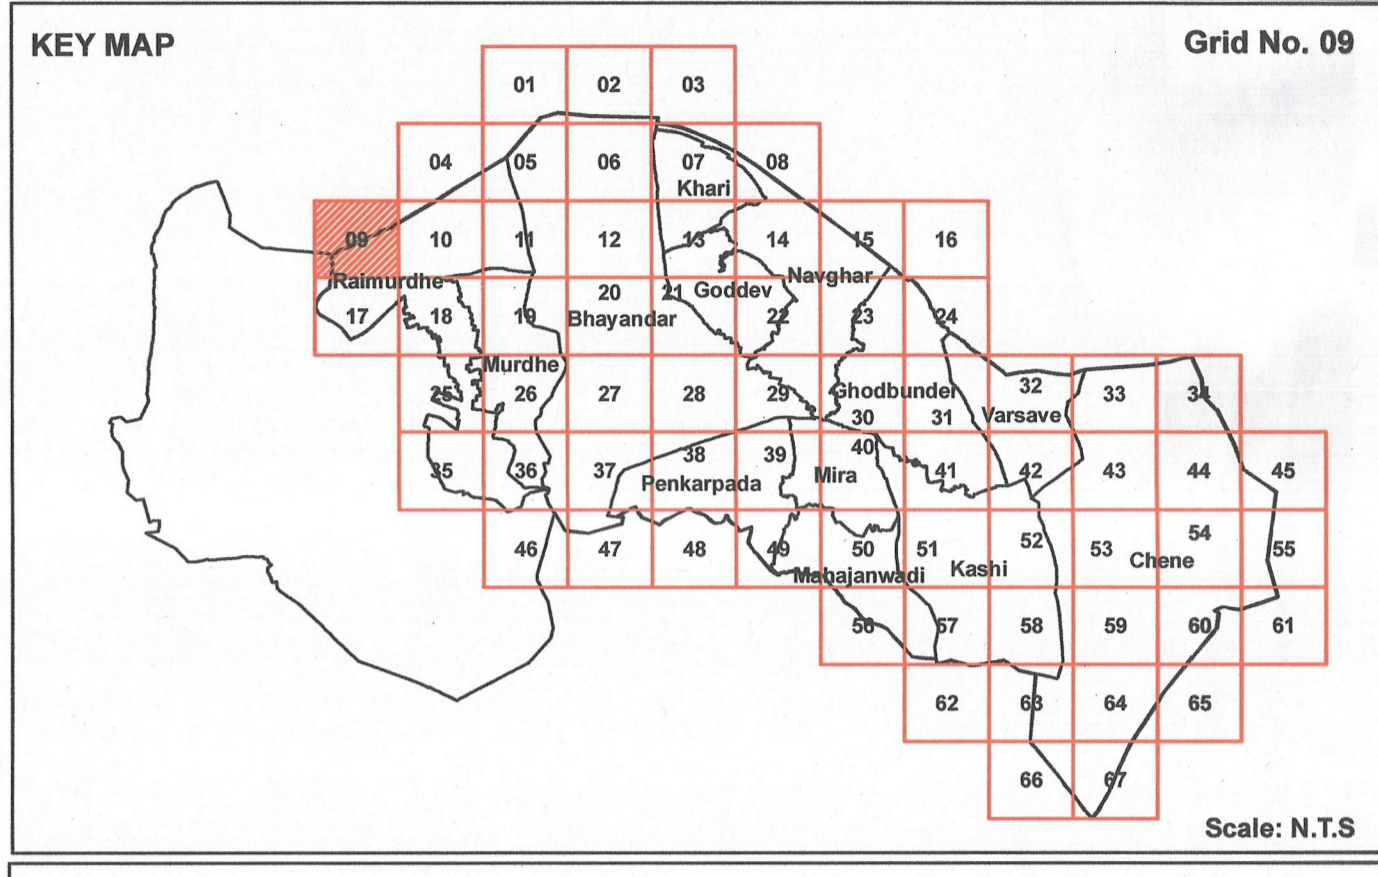 KEY MAP
Grid No. 09
01 02 03
04 05 06 07 08
Khari
09 10 11 12 13 14 15 16
Raimurdhe Navghar
20 21 Goddev
17 18 19 Bhayandar 22 23 24
Murdhe
25 26 27 28 29 Ghodbunder 32 33 34
30 31 Varsave
40
35 36 37 38 39 Mira 41 42 43 44 45
Penkarpada
46 47 48 49 50 51 52 53 54 55
Mahajanwadi Kashi Chene
56 57 58 59 60 61
62 63 64 65
66 67
Scale: N.T.S